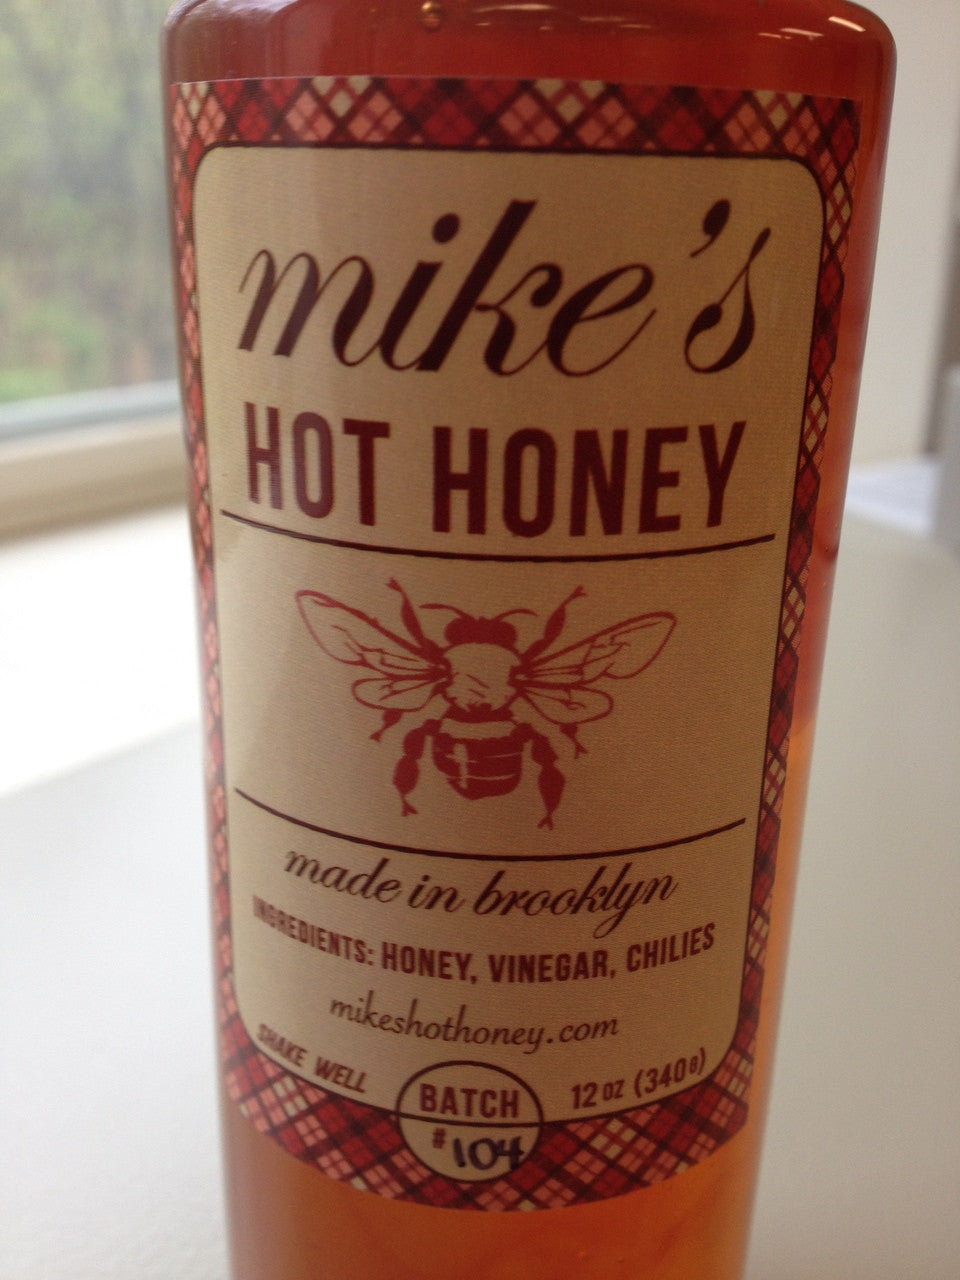 mike's
HOT HONEY
made in brooklyn
INGREDIENTS: HONEY, VINEGAR, CHILIES
mikeshothoney.com
SHAKE WELL
BATCH
# 104
12 OZ (340G)